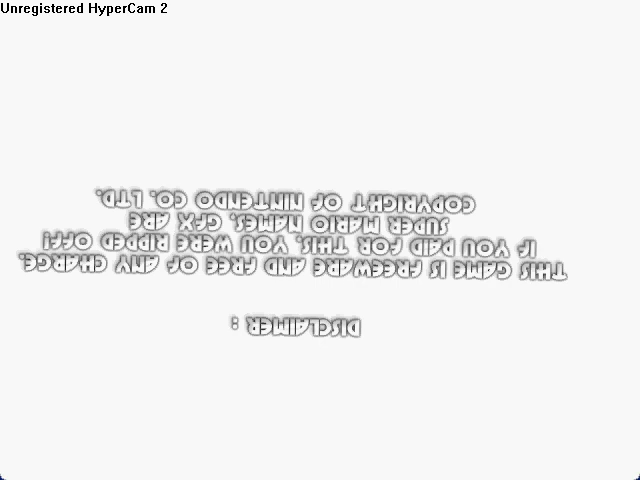 Unregistered HyperCam 2
DISCLAIMER :
THIS GAME IS FREEWARE AND FREE OF ANY CHARGE.
IF YOU PAID FOR THIS, YOU WERE RIPPED OFF!
SUPER MARIO NAMES, GFX ARE
COPYRIGHT OF NINTENDO CO. LTD.